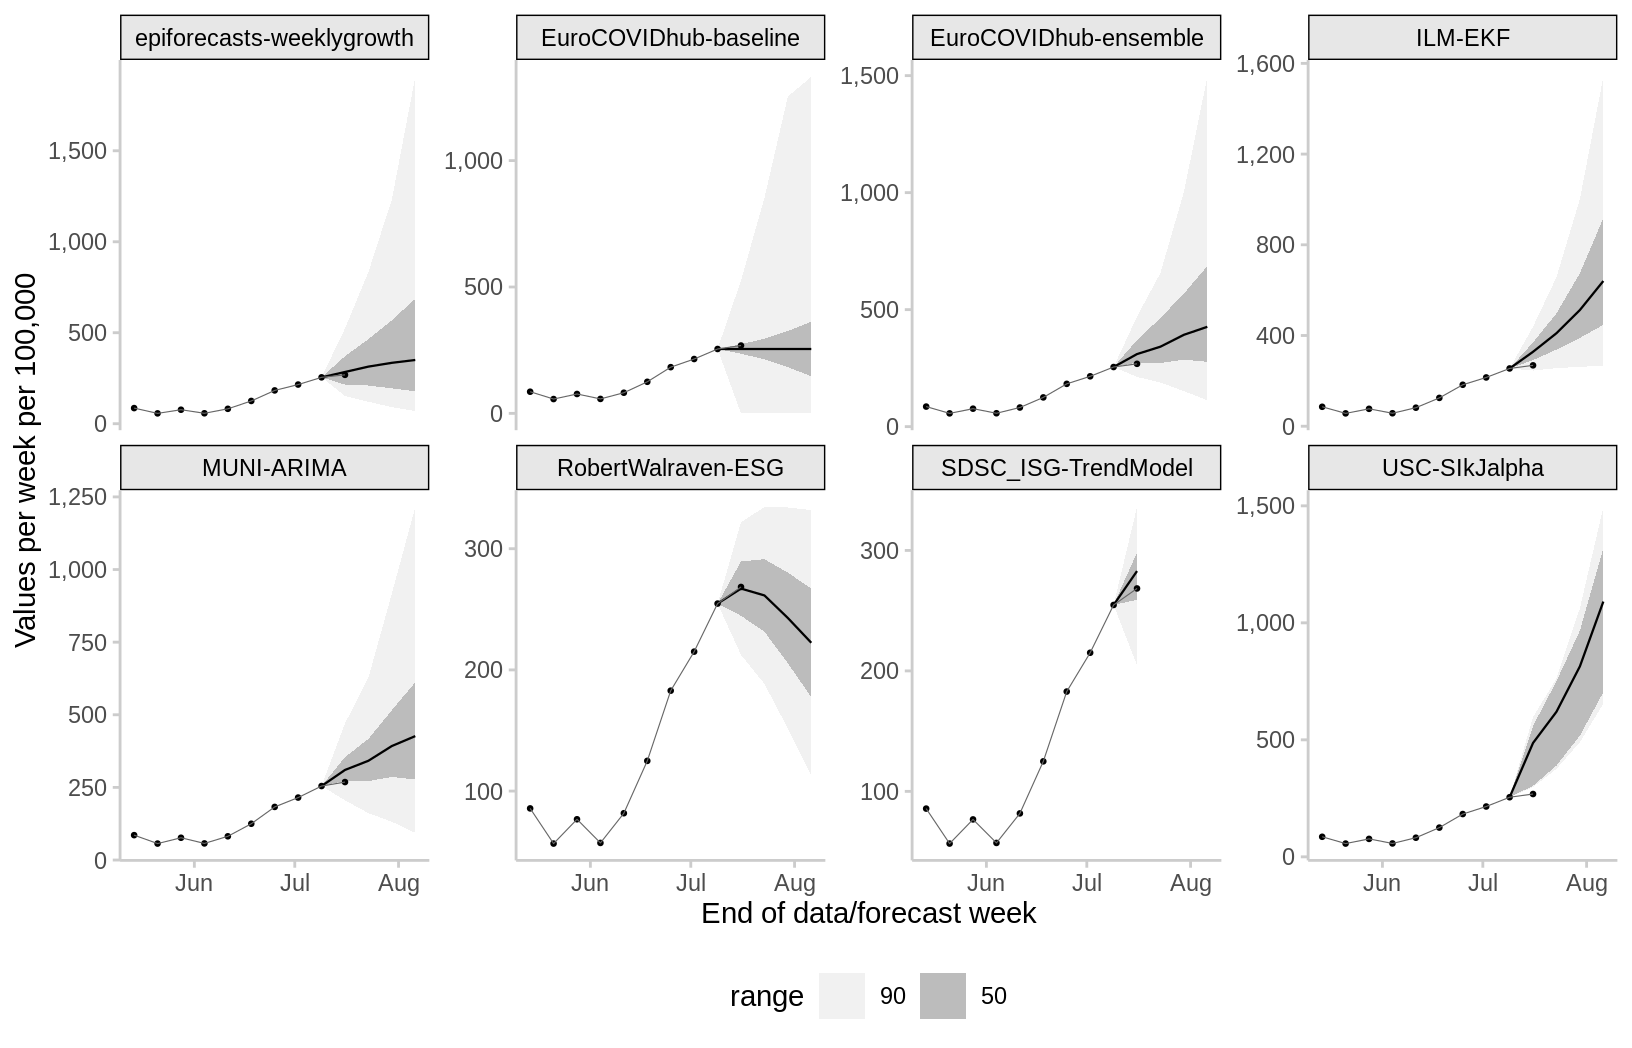 epiforecasts-weeklygrowth
EuroCOVIDhub-baseline
EuroCOVIDhub-ensemble
ILM-EKF
1,500
1,000
500
0
1,000
500
0
1,500
1,000
500
0
1,600
1,200
800
400
0
Values per week per 100,000
MUNI-ARIMA
RobertWalraven-ESG
SDSC_ISG-TrendModel
USC-SIkJalpha
1,250
1,000
750
500
250
0
300
200
100
300
200
100
1,500
1,000
500
0
Jun Jul Aug
Jun Jul Aug
Jun Jul Aug
Jun Jul Aug
End of data/forecast week
range 90 50